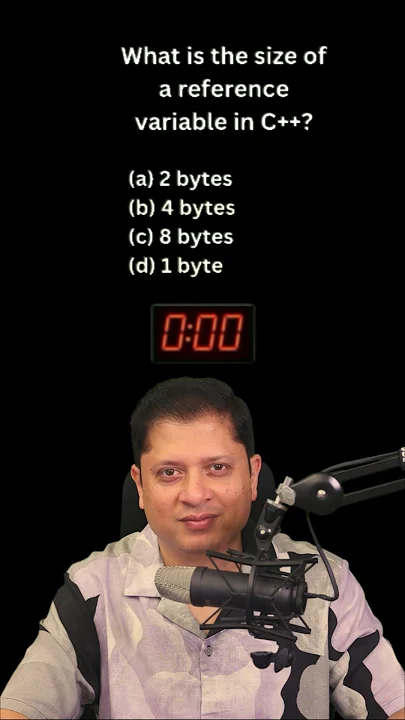 What is the size of
a reference
variable in C++?
(a) 2 bytes
(b) 4 bytes
(c) 8 bytes
(d) 1 byte
0:00